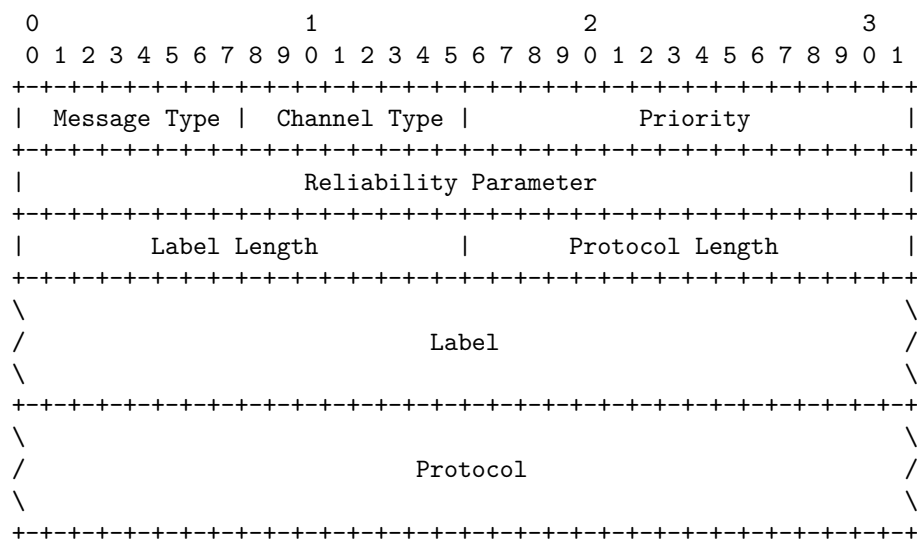 0                   1                   2                   3
 0 1 2 3 4 5 6 7 8 9 0 1 2 3 4 5 6 7 8 9 0 1 2 3 4 5 6 7 8 9 0 1
+-+-+-+-+-+-+-+-+-+-+-+-+-+-+-+-+-+-+-+-+-+-+-+-+-+-+-+-+-+-+-+-+
|  Message Type |  Channel Type |            Priority           |
+-+-+-+-+-+-+-+-+-+-+-+-+-+-+-+-+-+-+-+-+-+-+-+-+-+-+-+-+-+-+-+-+
|                    Reliability Parameter                      |
+-+-+-+-+-+-+-+-+-+-+-+-+-+-+-+-+-+-+-+-+-+-+-+-+-+-+-+-+-+-+-+-+
|         Label Length          |       Protocol Length         |
+-+-+-+-+-+-+-+-+-+-+-+-+-+-+-+-+-+-+-+-+-+-+-+-+-+-+-+-+-+-+-+-+
\                                                               \
/                             Label                             /
\                                                               \
+-+-+-+-+-+-+-+-+-+-+-+-+-+-+-+-+-+-+-+-+-+-+-+-+-+-+-+-+-+-+-+-+
\                                                               \
/                            Protocol                           /
\                                                               \
+-+-+-+-+-+-+-+-+-+-+-+-+-+-+-+-+-+-+-+-+-+-+-+-+-+-+-+-+-+-+-+-+